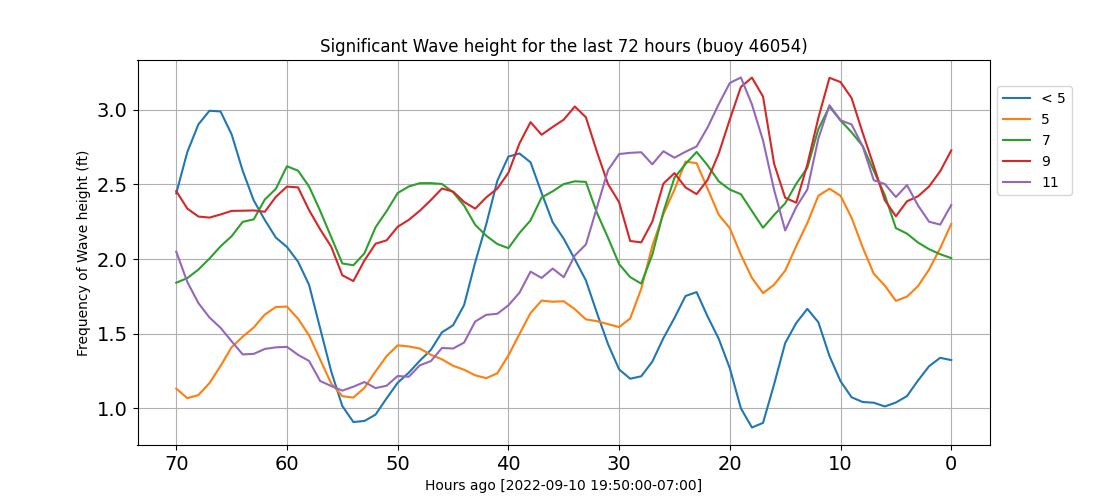 Significant Wave height for the last 72 hours (buoy 46054)
Frequency of Wave height (ft)
3.0
2.5
2.0
1.5
1.0
70 60 50 40 30 20 10 0
Hours ago [2022-09-10 19:50:00-07:00]
< 5
5
7
9
11